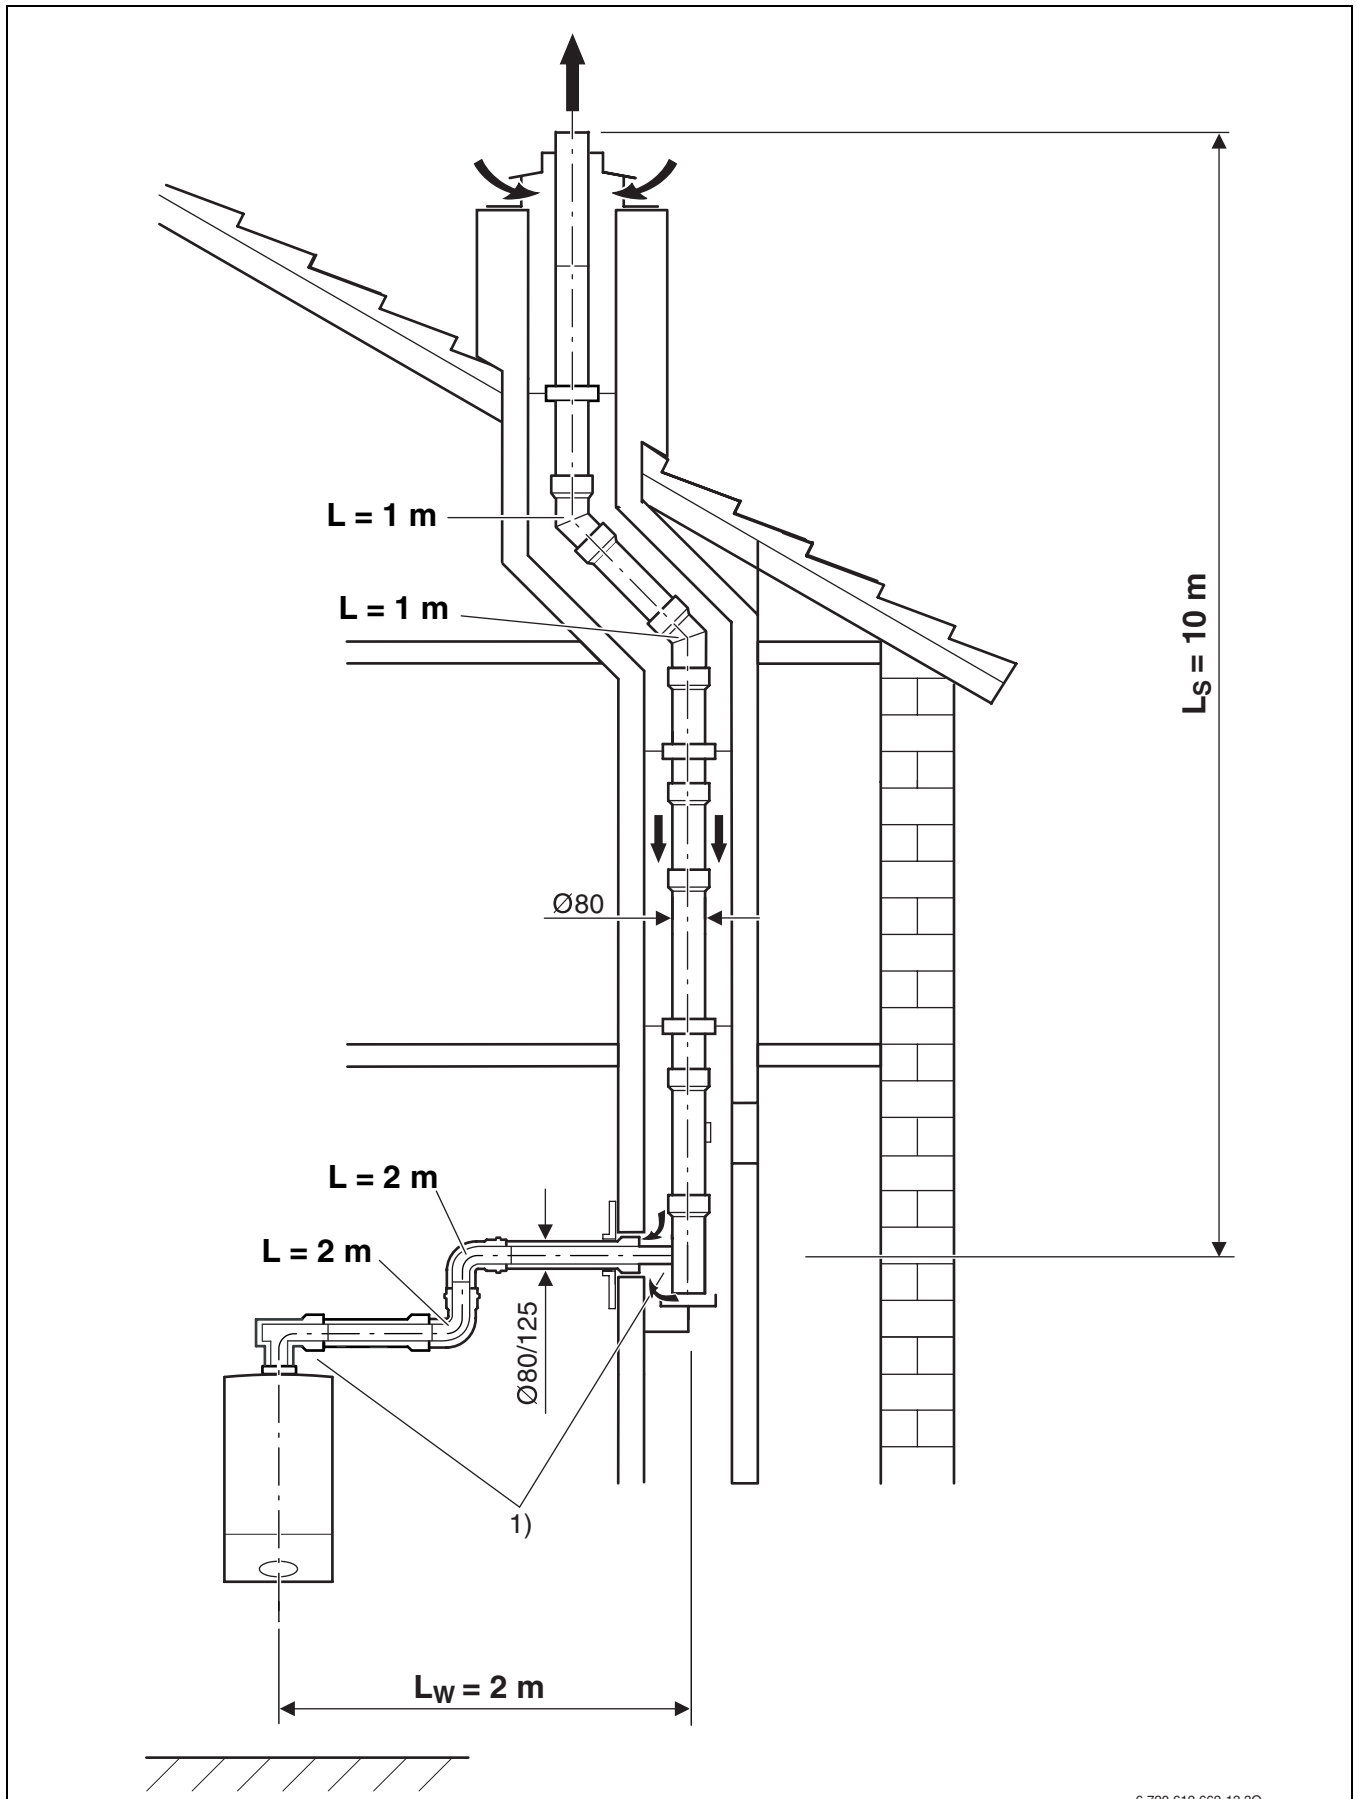 L = 1 m
L = 1 m
LS = 10 m
Ø80
L = 2 m
L = 2 m
Ø80/125
1)
LW = 2 m